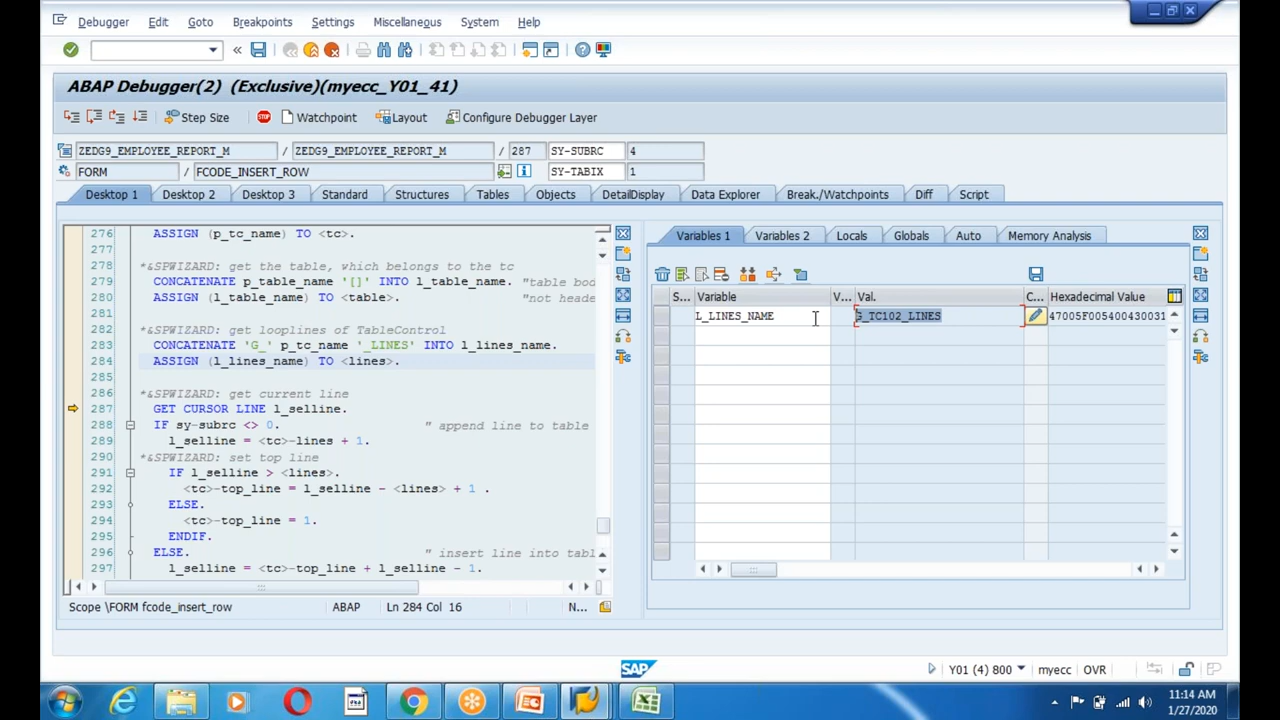 Debugger Edit Goto Breakpoints Settings Miscellaneous System Help
ABAP Debugger(2) (Exclusive)(myecc_Y01_41)
Step Size STOP Watchpoint Layout Configure Debugger Layer
ZEDG9_EMPLOYEE_REPORT_M / ZEDG9_EMPLOYEE_REPORT_M / 287 SY-SUBRC 4
FORM / FCODE_INSERT_ROW SY-TABIX 1
Desktop 1 Desktop 2 Desktop 3 Standard Structures Tables Objects DetailDisplay Data Explorer Break./Watchpoints Diff Script
276 ASSIGN (p_tc_name) TO <tc>.
277
278 *&SPWIZARD: get the table, which belongs to the tc
279 CONCATENATE p_table_name '[]' INTO l_table_name. "table bod
280 ASSIGN (l_table_name) TO <table>. "not heade
281
282 *&SPWIZARD: get looplines of TableControl
283 CONCATENATE 'G_' p_tc_name '_LINES' INTO l_lines_name.
284 ASSIGN (l_lines_name) TO <lines>.
285
286 *&SPWIZARD: get current line
287 GET CURSOR LINE l_selline.
288 IF sy-subrc <> 0. " append line to table
289 l_selline = <tc>-lines + 1.
290 *&SPWIZARD: set top line
291 IF l_selline > <lines>.
292 <tc>-top_line = l_selline - <lines> + 1 .
293 ELSE.
294 <tc>-top_line = 1.
295 ENDIF.
296 ELSE. " insert line into tabl
297 l_selline = <tc>-top_line + l_selline - 1.
Scope \FORM fcode_insert_row ABAP Ln 284 Col 16 N...
Variables 1 Variables 2 Locals Globals Auto Memory Analysis
S... Variable V... Val. C... Hexadecimal Value
L_LINES_NAME G_TC102_LINES 47005F005400430031
SAP Y01 (4) 800 myecc OVR
11:14 AM
1/27/2020